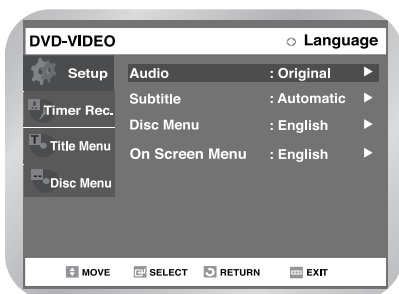 DVD-VIDEO ○ Language
Setup
Timer Rec.
Title Menu
Disc Menu
Audio : Original ►
Subtitle : Automatic ►
Disc Menu : English ►
On Screen Menu : English ►
MOVE SELECT RETURN EXIT